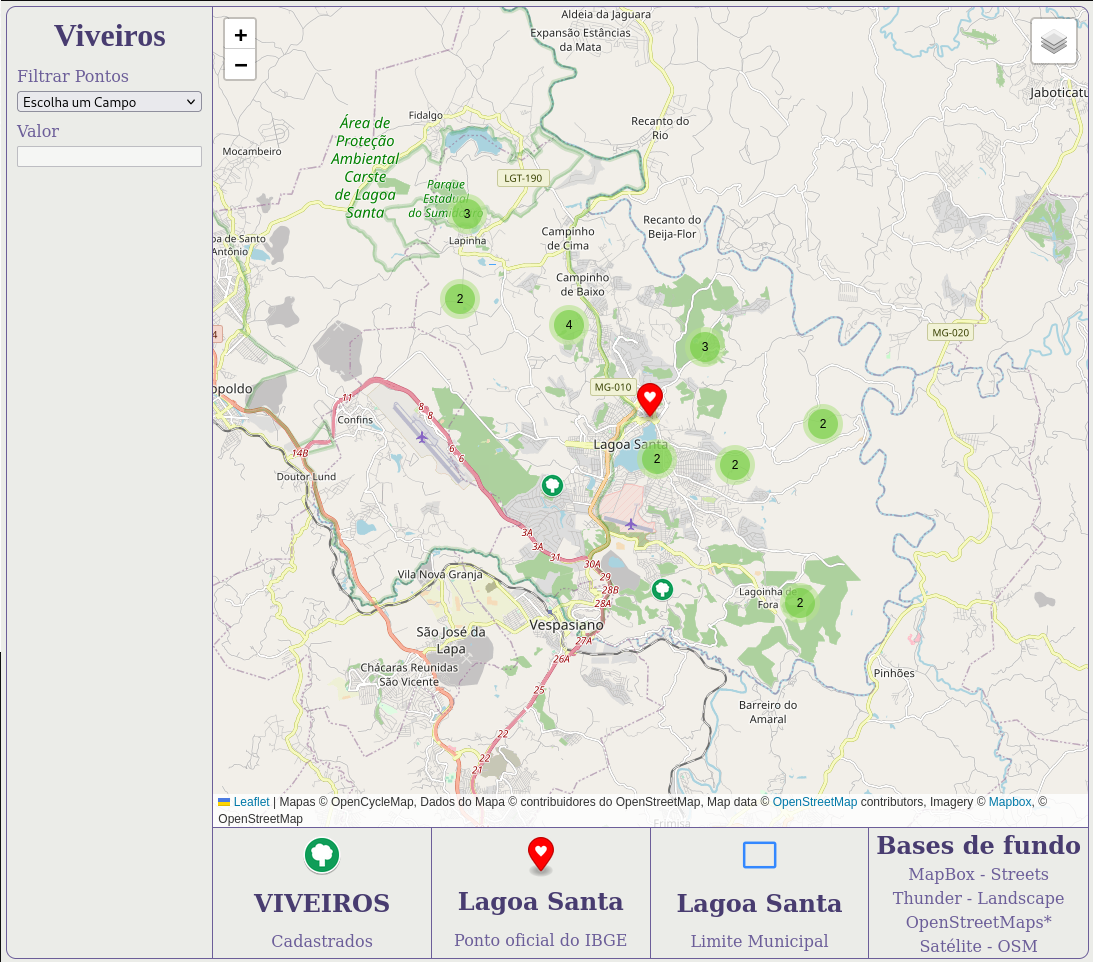 Viveiros
Filtrar Pontos
Escolha um Campo
Valor
+
−
Aldeia da Jaguara
Expansão Estâncias
da Mata
Jaboticatu
Fidalgo
Área de
Proteção
Ambiental
Carste
de Lagoa
Santa
Recanto do
Rio
Mocambeiro
LGT-190
Parque
Estadual
do Sumidouro
3
Lapinha
Recanto do
Beija-Flor
Campinho
de Cima
pa de Santo
Antônio
Campinho
de Baixo
2
4
3
MG-020
4
opoldo
MG-010
11
8
8
8
Confins
2
Lagoa Santa
6
6
14B
2
2
Doutor Lund
3A
3A
31
30A
29
28B
28A
Vila Nova Granja
Lagoinha de
Fora
2
Vespasiano
São José da
Lapa
27A
26A
Chácaras Reunidas
São Vicente
25
Pinhões
Barreiro do
Amaral
22
22
21
Leaflet | Mapas © OpenCycleMap, Dados do Mapa © contribuidores do OpenStreetMap, Map data © OpenStreetMap contributors, Imagery © Mapbox, ©
OpenStreetMap
Frimisa
VIVEIROS
Cadastrados
Lagoa Santa
Ponto oficial do IBGE
Lagoa Santa
Limite Municipal
Bases de fundo
MapBox - Streets
Thunder - Landscape
OpenStreetMaps*
Satélite - OSM